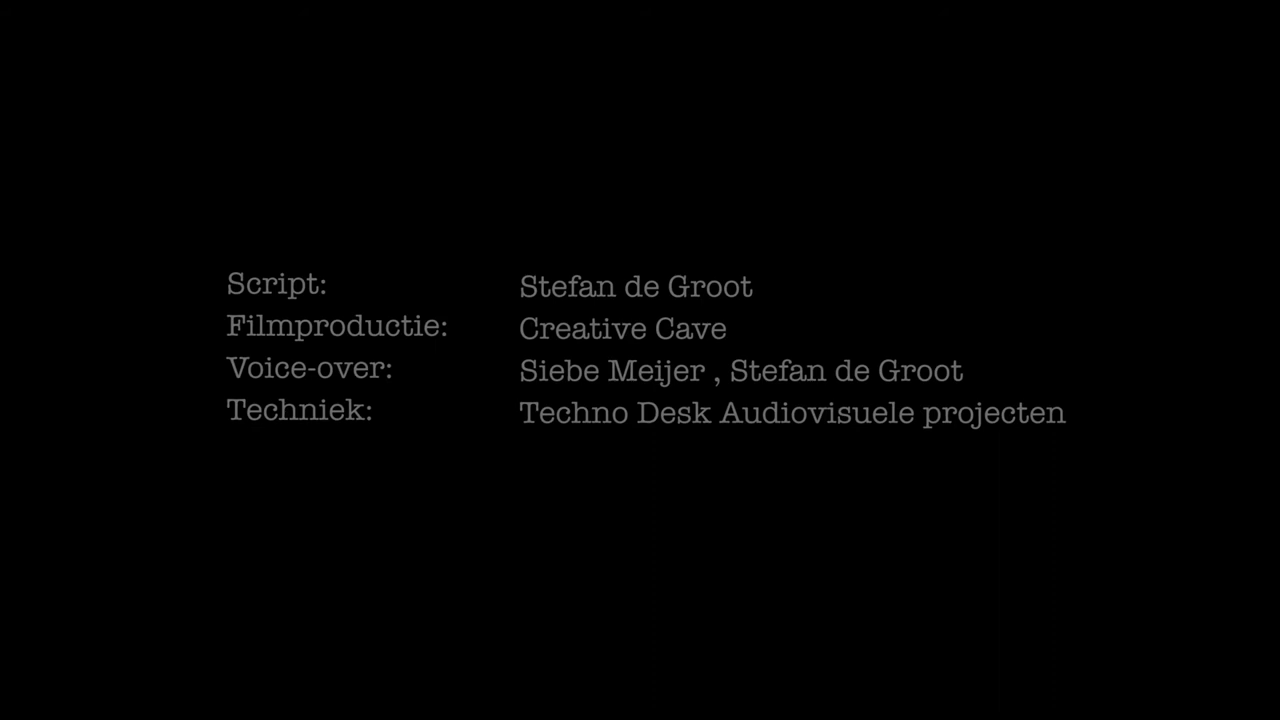 Script: Stefan de Groot
Filmproductie: Creative Cave
Voice-over: Siebe Meijer , Stefan de Groot
Techniek: Techno Desk Audiovisuele projecten